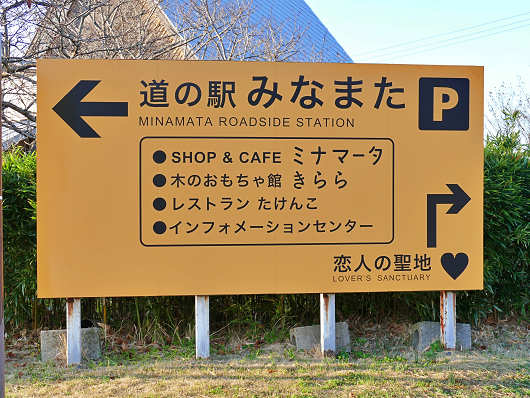 道の駅 みなまた P
MINAMATA ROADSIDE STATION
●SHOP & CAFE ミナマータ
●木のおもちゃ館 きらら
●レストラン たけんこ
●インフォメーションセンター
恋人の聖地
LOVER'S SANCTUARY